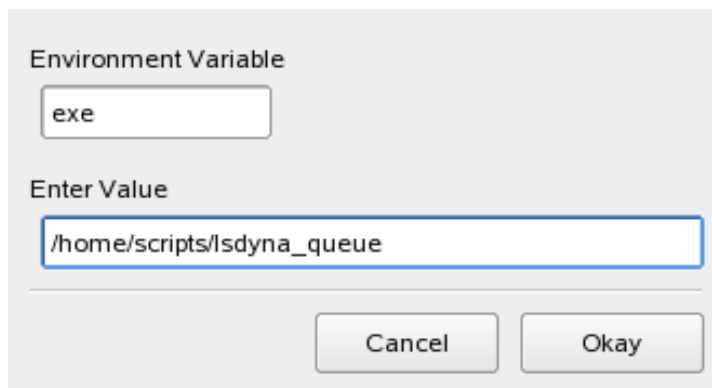 Environment Variable
exe
Enter Value
/home/scripts/lsdyna_queue
Cancel Okay